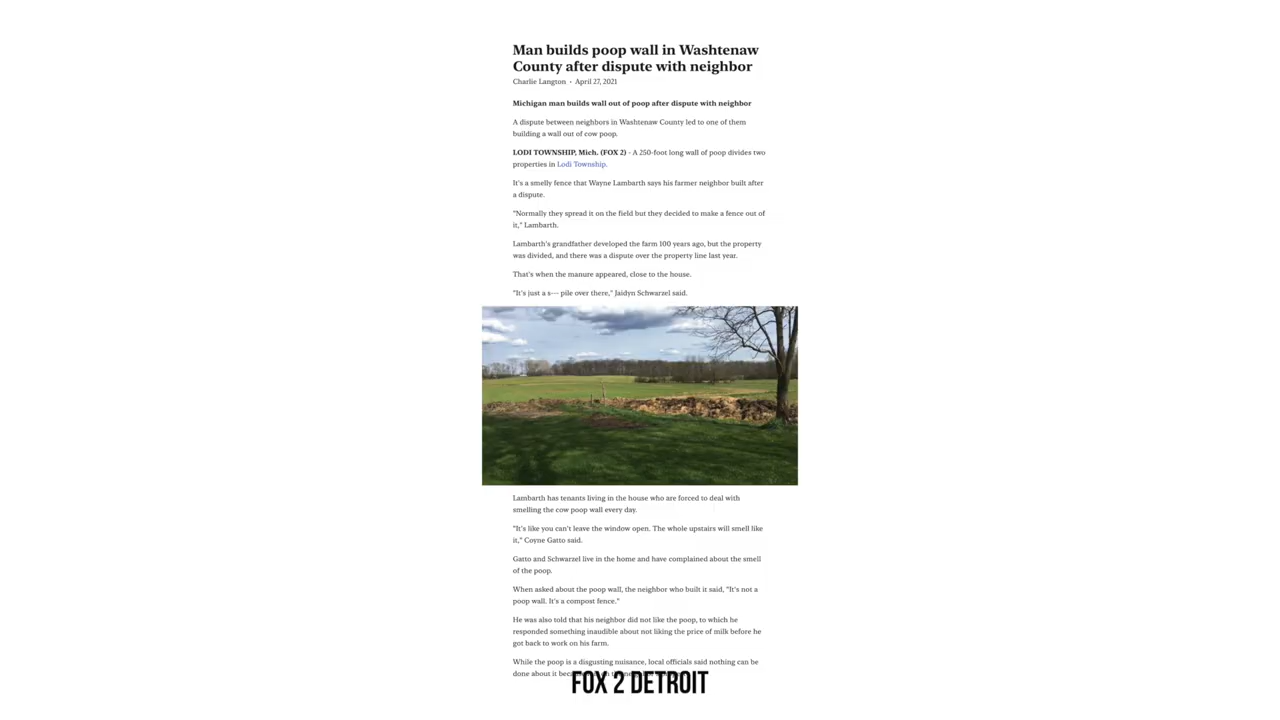 Man builds poop wall in Washtenaw
County after dispute with neighbor
Charlie Langton • April 27, 2021
Michigan man builds wall out of poop after dispute with neighbor
A dispute between neighbors in Washtenaw County led to one of them
building a wall out of cow poop.
LODI TOWNSHIP, Mich. (FOX 2) - A 250-foot long wall of poop divides two
properties in Lodi Township.
It's a smelly fence that Wayne Lambarth says his farmer neighbor built after
a dispute.
"Normally they spread it on the field but they decided to make a fence out of
it," Lambarth.
Lambarth's grandfather developed the farm 100 years ago, but the property
was divided, and there was a dispute over the property line last year.
That's when the manure appeared, close to the house.
"It's just a s--- pile over there," Jaidyn Schwarzel said.
Lambarth has tenants living in the house who are forced to deal with
smelling the cow poop wall every day.
"It's like you can't leave the window open. The whole upstairs will smell like
it," Coyne Gatto said.
Gatto and Schwarzel live in the home and have complained about the smell
of the poop.
When asked about the poop wall, the neighbor who built it said, "It's not a
poop wall. It's a compost fence."
He was also told that his neighbor did not like the poop, to which he
responded something inaudible about not liking the price of milk before he
got back to work on his farm.
While the poop is a disgusting nuisance, local officials said nothing can be
done about it
FOX 2 DETROIT